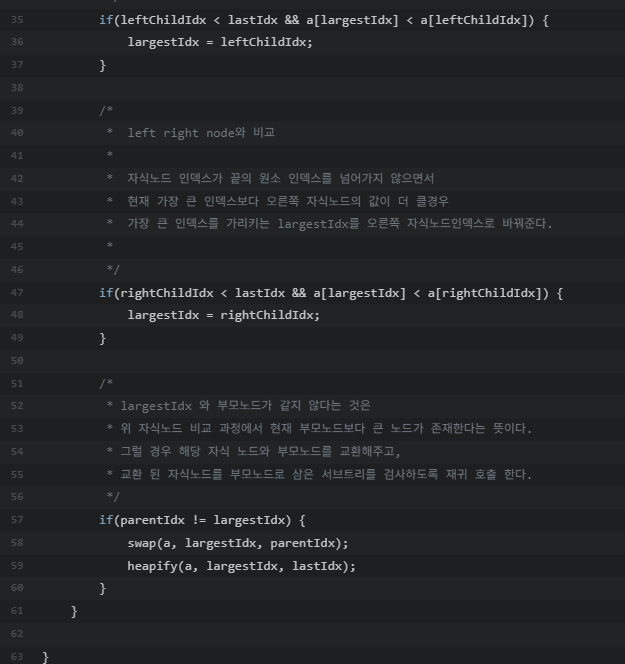 35 if(leftChildIdx < lastIdx && a[largestIdx] < a[leftChildIdx]) {
36 largestIdx = leftChildIdx;
37 }
38
39 /*
40 * left right node와 비교
41 *
42 * 자식노드 인덱스가 끝의 원소 인덱스를 넘어가지 않으면서
43 * 현재 가장 큰 인덱스보다 오른쪽 자식노드의 값이 더 클경우
44 * 가장 큰 인덱스를 가리키는 largestIdx를 오른쪽 자식노드인덱스로 바꿔준다.
45 *
46 */
47 if(rightChildIdx < lastIdx && a[largestIdx] < a[rightChildIdx]) {
48 largestIdx = rightChildIdx;
49 }
50
51 /*
52 * largestIdx 와 부모노드가 같지 않다는 것은
53 * 위 자식노드 비교 과정에서 현재 부모노드보다 큰 노드가 존재한다는 뜻이다.
54 * 그럴 경우 해당 자식 노드와 부모노드를 교환해주고,
55 * 교환 된 자식노드를 부모노드로 삼은 서브트리를 검사하도록 재귀 호출 한다.
56 */
57 if(parentIdx != largestIdx) {
58 swap(a, largestIdx, parentIdx);
59 heapify(a, largestIdx, lastIdx);
60 }
61 }
62
63 }